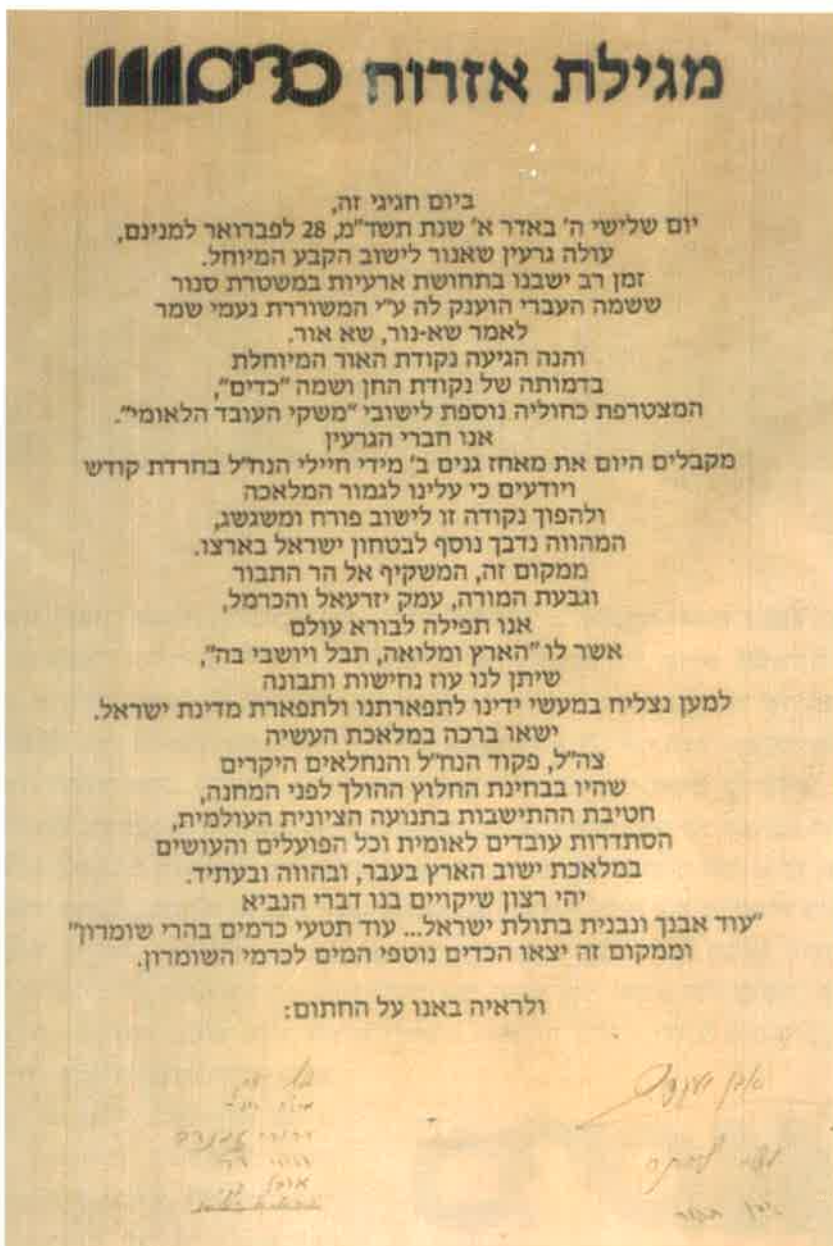 מגילת אזרוח כדים
ביום חגיגי זה,
יום שלישי ה' באדר א' שנת תשד"מ, 28 לפברואר למנינם,
עולה גרעין שאנור לישוב הקבע המיוחל.
זמן רב ישבנו בתחושת ארעיות במשטרת סנור
ששמה העברי הוענק לה ע"י המשוררת נעמי שמר
לאמר שא-נור, שא אור.
והנה הגיעה נקודת האור המיוחלת
בדמותה של נקודת החן ושמה "כדים",
המצטרפת כחוליה נוספת לישובי "משקי העובד הלאומי".
אנו חברי הגרעין
מקבלים היום את מאחז גנים ב' מידי חיילי הנח"ל בחרדת קודש
ויודעים כי עלינו לגמור המלאכה
ולהפוך נקודה זו לישוב פורח ומשגשג,
המהווה נדבך נוסף לבטחון ישראל בארצו.
ממקום זה, המשקיף אל הר התבור
וגבעת המורה, עמק יזרעאל והכרמל,
אנו תפילה לבורא עולם
אשר לו "הארץ ומלואה, תבל ויושבי בה",
שיתן לנו עוז נחישות ותבונה
למען נצליח במעשי ידינו לתפארתנו ולתפארת מדינת ישראל.
ישאו ברכה במלאכת העשיה
צה"ל, פקוד הנח"ל והנחלאים היקרים
שהיו בבחינת החלוץ ההולך לפני המחנה,
חטיבת ההתישבות בתנועה הציונית העולמית,
הסתדרות עובדים לאומית וכל הפועלים והעושים
במלאכת ישוב הארץ בעבר, ובהווה ובעתיד.
יהי רצון שיקויים בנו דברי הנביא
"עוד אבנך ונבנית בתולת ישראל... עוד תטעי כרמים בהרי שומרון"
וממקום זה יצאו הכדים נוטפי המים לכרמי השומרון.
ולראיה באנו על החתום: